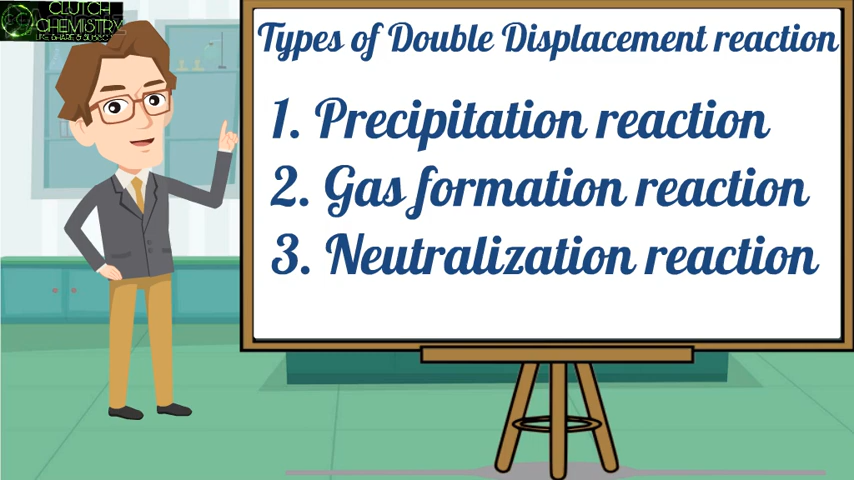 CLUTCH
CHEMISTRY
Types of Double Displacement reaction
1. Precipitation reaction
2. Gas formation reaction
3. Neutralization reaction